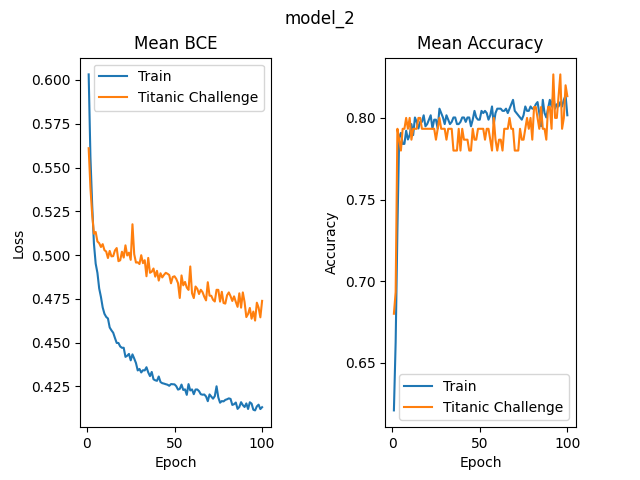 model_2
Mean BCE
Mean Accuracy
Train
Titanic Challenge
0.600
0.575
0.550
0.525
0.500
0.475
0.450
0.425
Loss
0
50
100
Epoch
0.80
0.75
0.70
0.65
Accuracy
Train
Titanic Challenge
0
50
100
Epoch